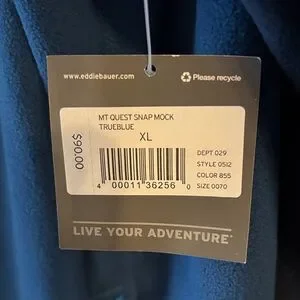 www.eddiebauer.com
Please recycle
MT QUEST SNAP MOCK
TRUEBLUE
XL
$90.00
DEPT 029
STYLE 0512
COLOR 855
SIZE 0070
4 00011 36256 0
LIVE YOUR ADVENTURE®